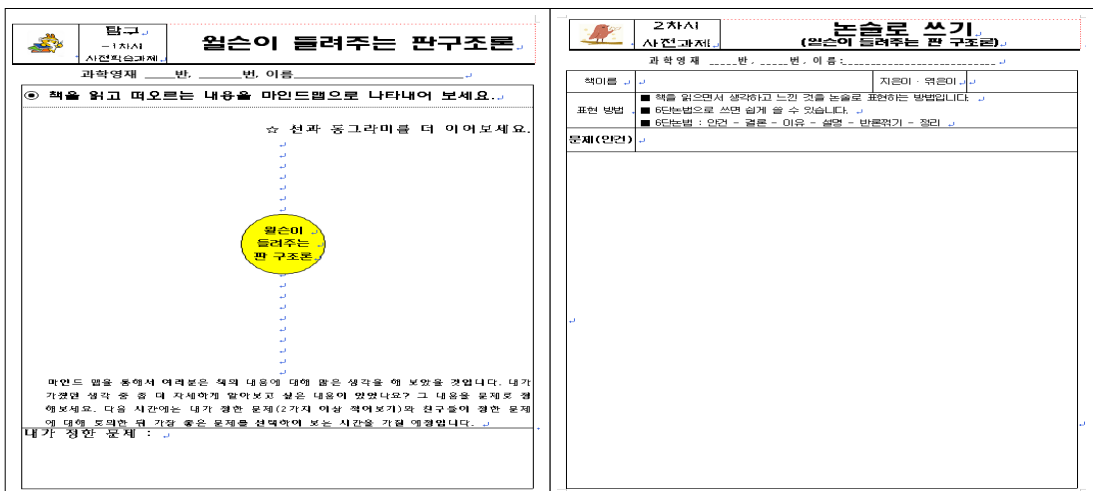 탐구
-1차시
사전학습과제
윌슨이 들려주는 판구조론
과학영재 ____반, ______번, 이름
◉ 책을 읽고 떠오르는 내용을 마인드맵으로 나타내어 보세요.
☆ 선과 동그라미를 더 이어보세요.
윌슨이
들려주는
판 구조론
마인드 맵을 통해서 여러분은 책의 내용에 대해 많은 생각을 해 보았을 것입니다. 내가
가졌던 생각 중 좀 더 자세하게 알아보고 싶은 내용이 있었나요? 그 내용을 문제로 정
해보세요. 다음 시간에는 내가 정한 문제(2가지 이상 적어보기)와 친구들이 정한 문제
에 대해 토의한 뒤 가장 좋은 문제를 선택하여 보는 시간을 가질 예정입니다.
내가 정한 문제 :
2차시
사전과제
논술로 쓰기
(윌슨이 들려주는 판 구조론)
과학영재 _____반, _____번, 이름:
책이름
지은이 · 엮은이
표현 방법
■ 책을 읽으면서 생각하고 느낀 것을 논술로 표현하는 방법입니다.
■ 6단논법으로 쓰면 쉽게 쓸 수 있습니다.
■ 6단논법 : 안건 - 결론 - 이유 - 설명 - 반론꺾기 - 정리
문제(안건)